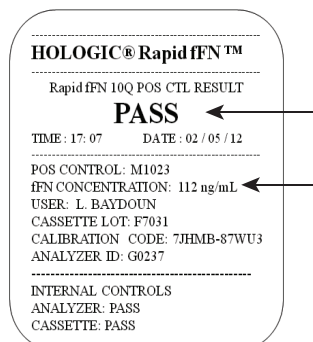 HOLOGIC® Rapid fFN ™
Rapid fFN 10Q POS CTL RESULT
PASS
TIME : 17: 07 DATE : 02 / 05 / 12
POS CONTROL: M1023
fFN CONCENTRATION: 112 ng/mL
USER: L. BAYDOUN
CASSETTE LOT: F7031
CALIBRATION CODE: 7JHMB-87WU3
ANALYZER ID: G0237
INTERNAL CONTROLS
ANALYZER: PASS
CASSETTE: PASS